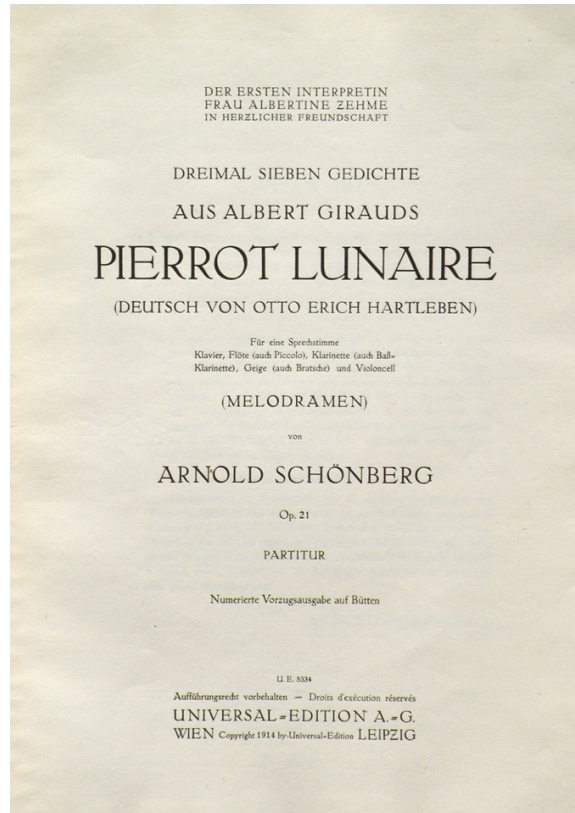 DER ERSTEN INTERPRETIN
FRAU ALBERTINE ZEHME
IN HERZLICHER FREUNDSCHAFT
DREIMAL SIEBEN GEDICHTE
AUS ALBERT GIRAUDS
PIERROT LUNAIRE
(DEUTSCH VON OTTO ERICH HARTLEBEN)
Für eine Sprechstimme
Klavier, Flöte (auch Piccolo), Klarinette (auch Baß-
Klarinette), Geige (auch Bratsche) und Violoncell
(MELODRAMEN)
von
ARNOLD SCHÖNBERG
Op. 21
PARTITUR
Numerierte Vorzugsausgabe auf Bütten
U. E. 5334
Aufführungsrecht vorbehalten — Droits d'exécution réservés
UNIVERSAL=EDITION A.=G.
WIEN Copyright 1914 by Universal=Edition LEIPZIG